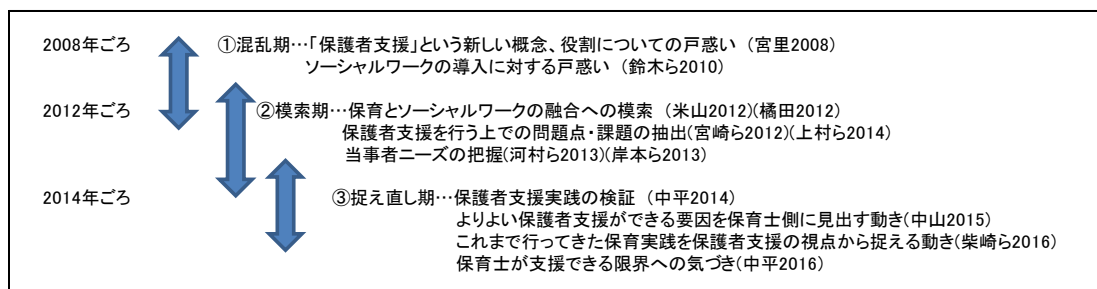 2008年ごろ ①混乱期…「保護者支援」という新しい概念、役割についての戸惑い （宮里2008）
ソーシャルワークの導入に対する戸惑い （鈴木ら2010）
2012年ごろ ②模索期…保育とソーシャルワークの融合への模索 （米山2012）(橘田2012)
保護者支援を行う上での問題点・課題の抽出(宮崎ら2012)(上村ら2014)
当事者ニーズの把握(河村ら2013)(岸本ら2013)
2014年ごろ ③捉え直し期…保護者支援実践の検証 （中平2014）
よりよい保護者支援ができる要因を保育士側に見出す動き(中山2015)
これまで行ってきた保育実践を保護者支援の視点から捉える動き(柴崎ら2016)
保育士が支援できる限界への気づき(中平2016)